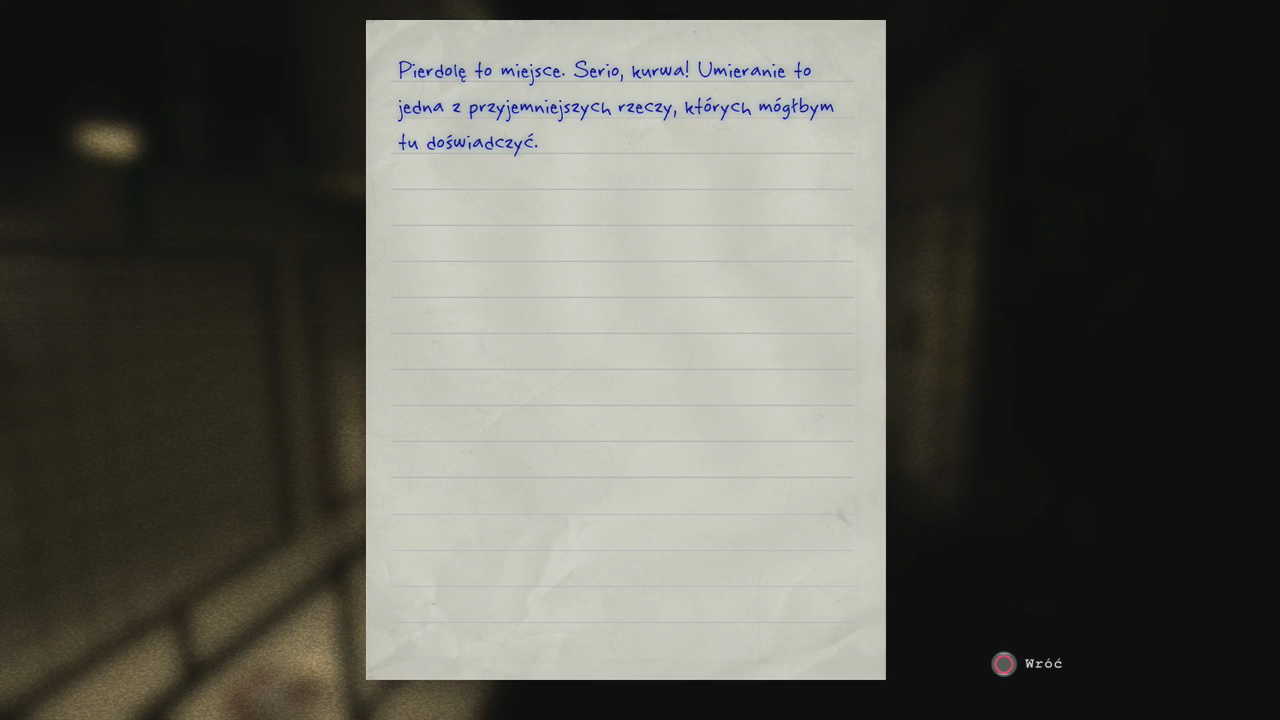 Pierdolę to miejsce. Serio, kurwa! Umieranie to
jedna z przyjemniejszych rzeczy, których mógłbym
tu doświadczyć.
Wróć